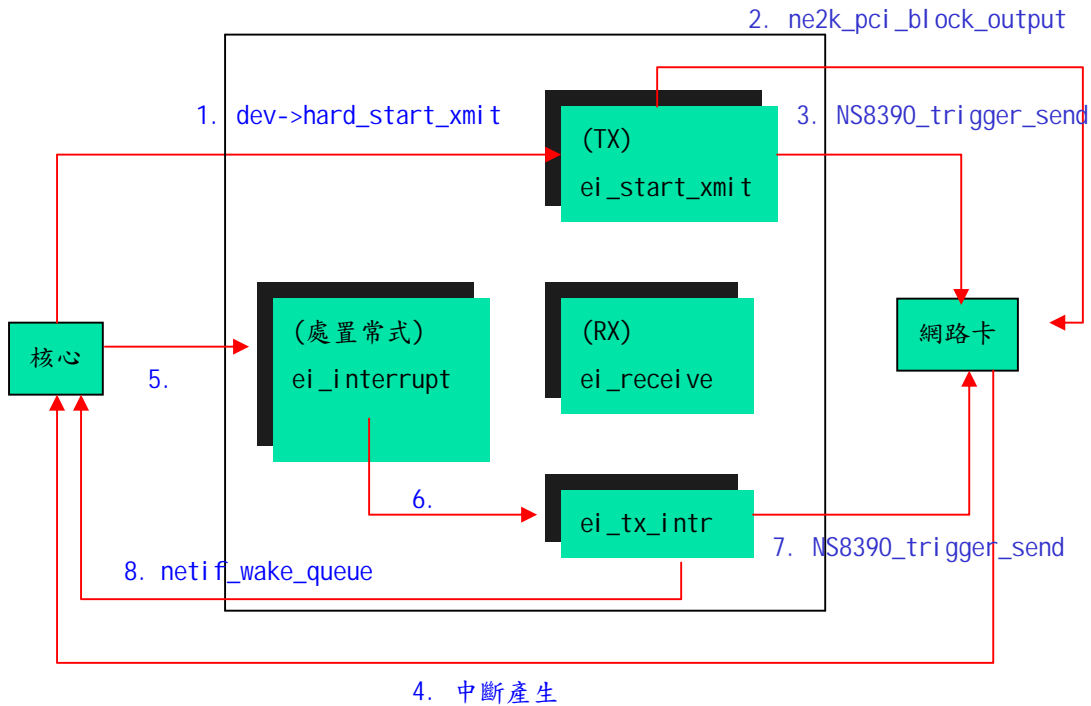 2. ne2k_pci_block_output
1. dev->hard_start_xmit
3. NS8390_trigger_send
(TX)
ei_start_xmit
核心
5.
(處置常式)
ei_interrupt
(RX)
ei_receive
網路卡
6.
ei_tx_intr
7. NS8390_trigger_send
8. netif_wake_queue
4. 中斷產生